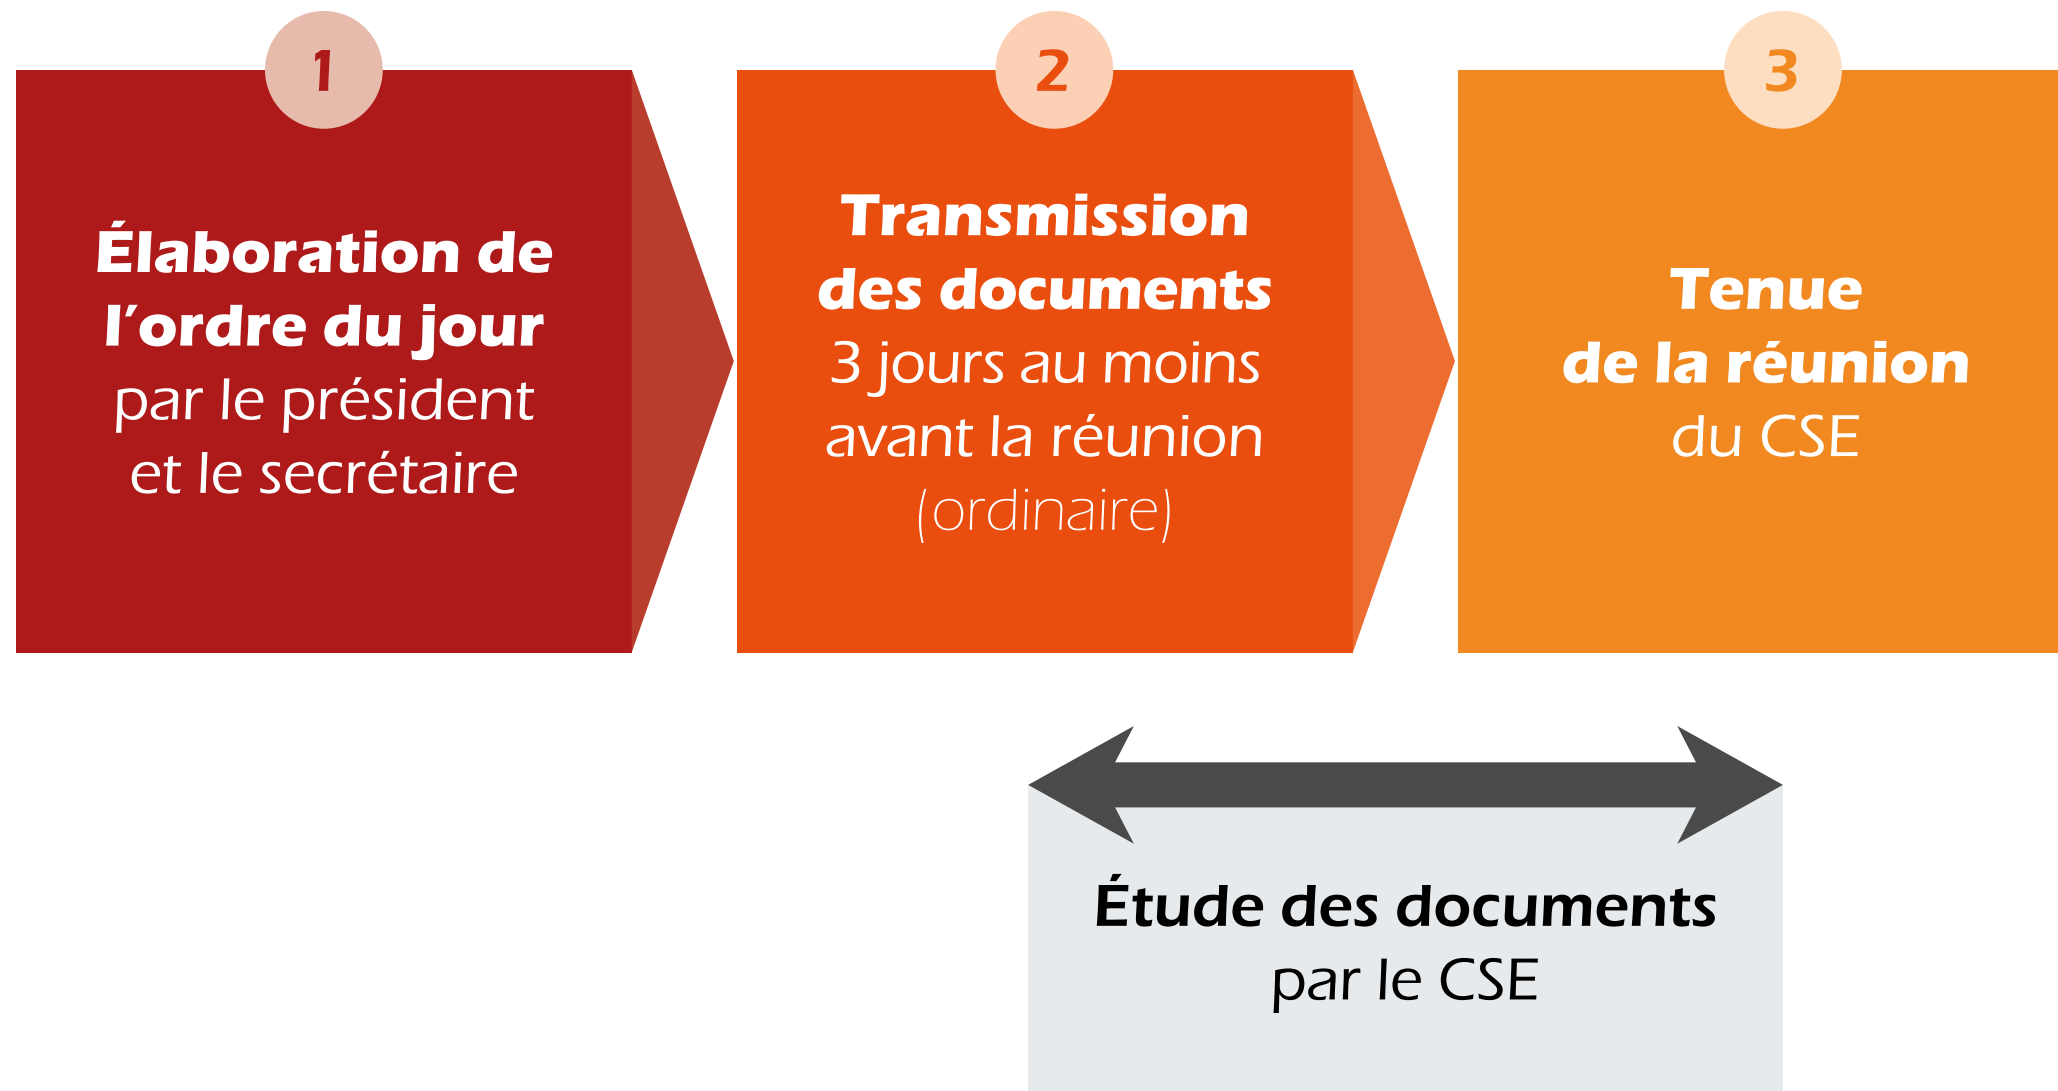 1
Élaboration de
l’ordre du jour
par le président
et le secrétaire
2
Transmission
des documents
3 jours au moins
avant la réunion
(ordinaire)
3
Tenue
de la réunion
du CSE
Étude des documents
par le CSE